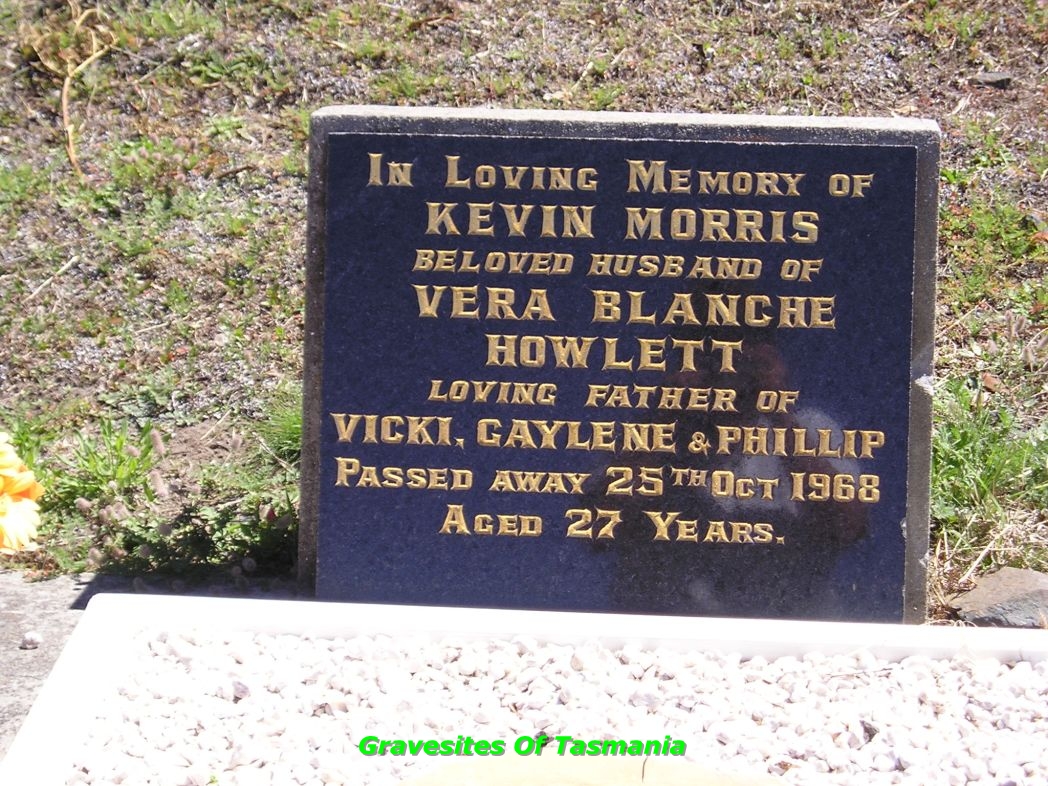 In Loving Memory of
KEVIN MORRIS
BELOVED HUSBAND OF
VERA BLANCHE
HOWLETT
LOVING FATHER OF
VICKI, GAYLENE & PHILLIP
PASSED AWAY 25TH OCT 1968
AGED 27 YEARS.
Gravesites Of Tasmania